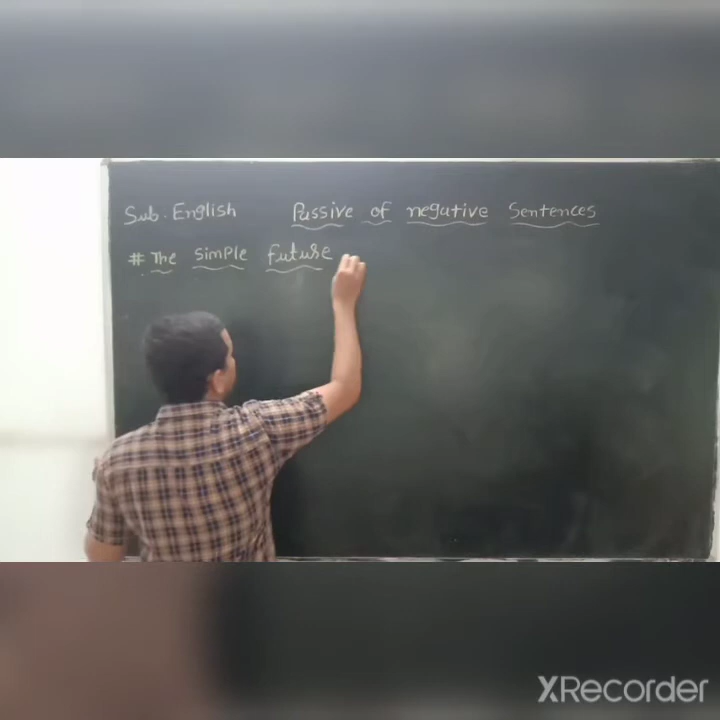 Sub. English Passive of negative Sentences
# The Simple future
XRecorder